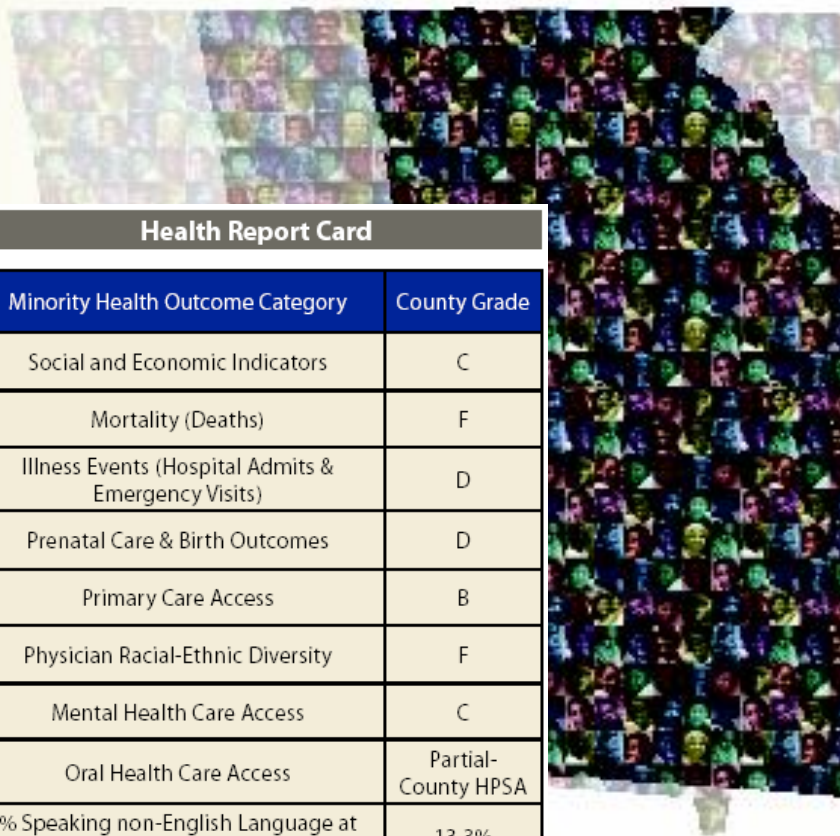 Health Report Card
Minority Health Outcome Category County Grade
Social and Economic Indicators C
Mortality (Deaths) F
Illness Events (Hospital Admits &
Emergency Visits) D
Prenatal Care & Birth Outcomes D
Primary Care Access B
Physician Racial-Ethnic Diversity F
Mental Health Care Access C
Oral Health Care Access Partial-
County HPSA
% Speaking non-English Language at
13.3%